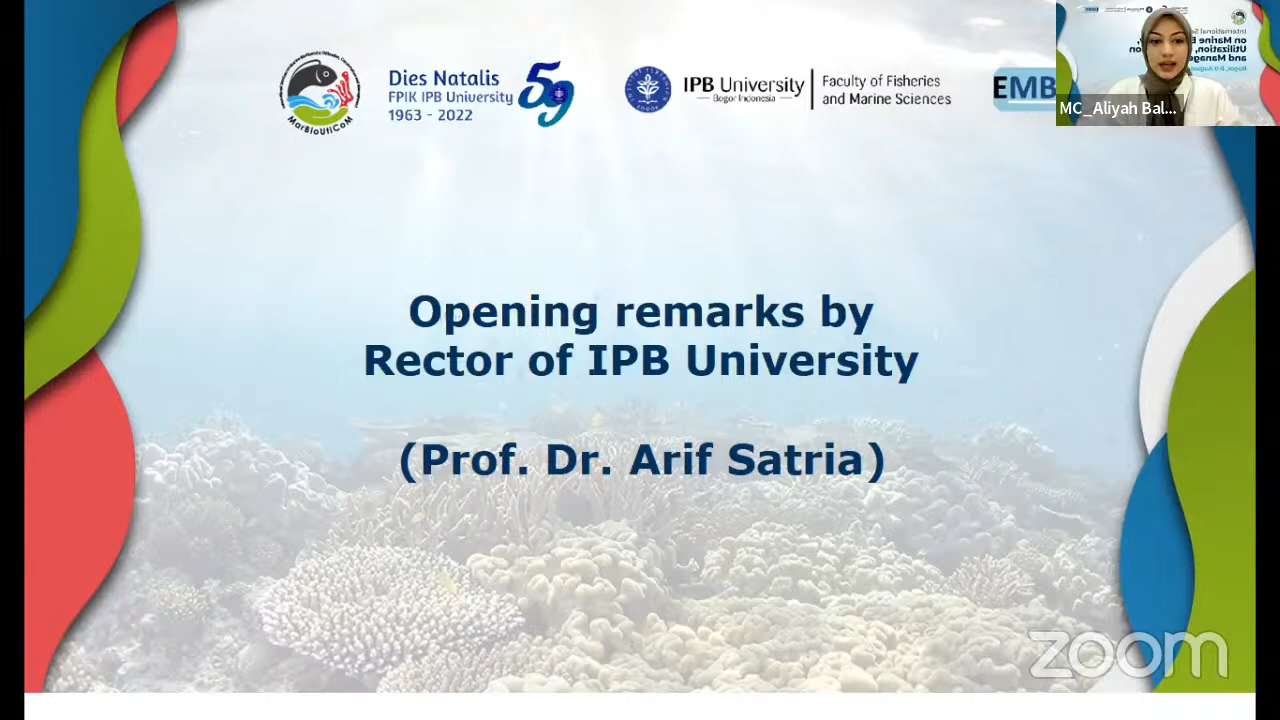 MarBioUtiCoM
Dies Natalis
FPIK IPB University
1963 - 2022
59
IPB University
Bogor Indonesia
Faculty of Fisheries
and Marine Sciences
EMB
MC_Aliyah Bal...
Opening remarks by
Rector of IPB University
(Prof. Dr. Arif Satria)
zoom